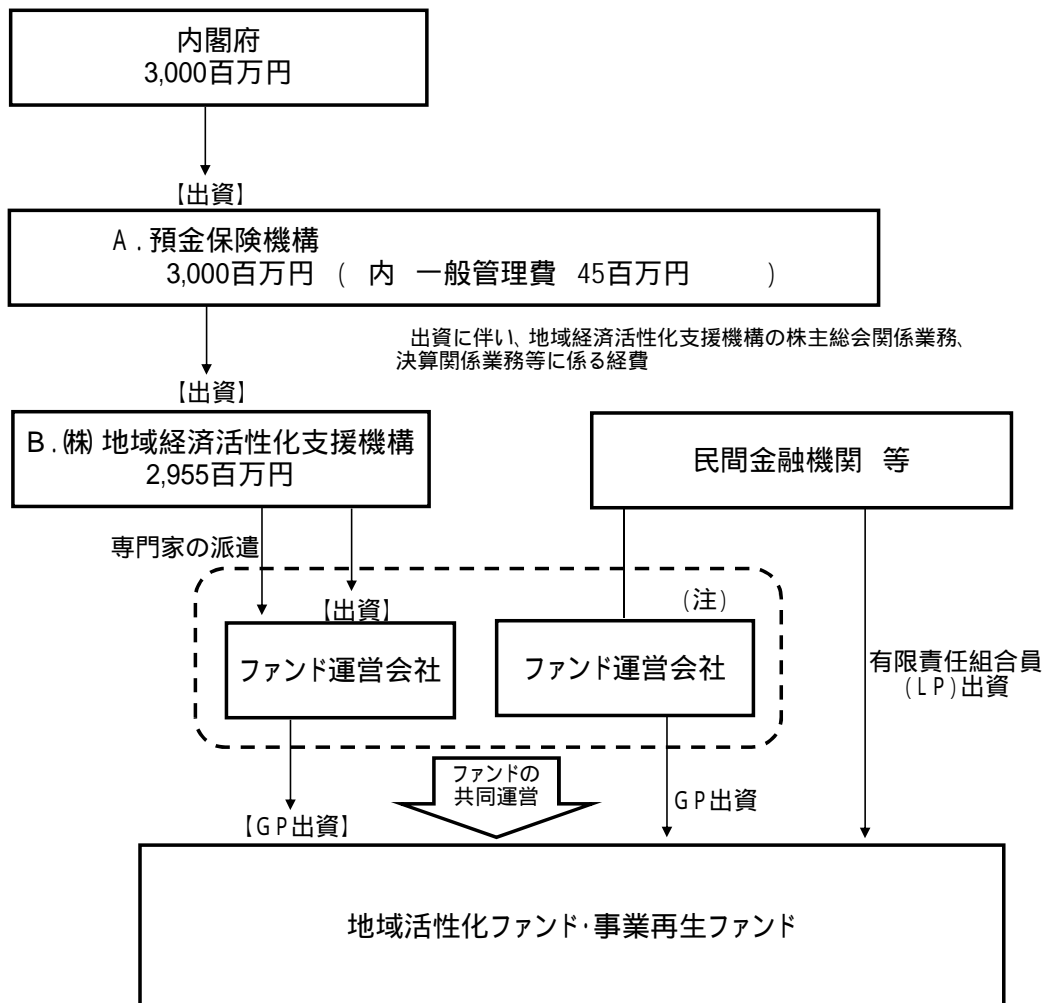 内閣府
3,000百万円
【出資】
A.預金保険機構
3,000百万円 ( 内 一般管理費 45百万円 )
出資に伴い、地域経済活性化支援機構の株主総会関係業務、
決算関係業務等に係る経費
【出資】
B.(株)地域経済活性化支援機構
2,955百万円
民間金融機関 等
専門家の派遣
【出資】
(注)
ファンド運営会社
ファンド運営会社
有限責任組合員
(LP)出資
ファンドの
共同運営
【GP出資】
GP出資
地域活性化ファンド・事業再生ファンド